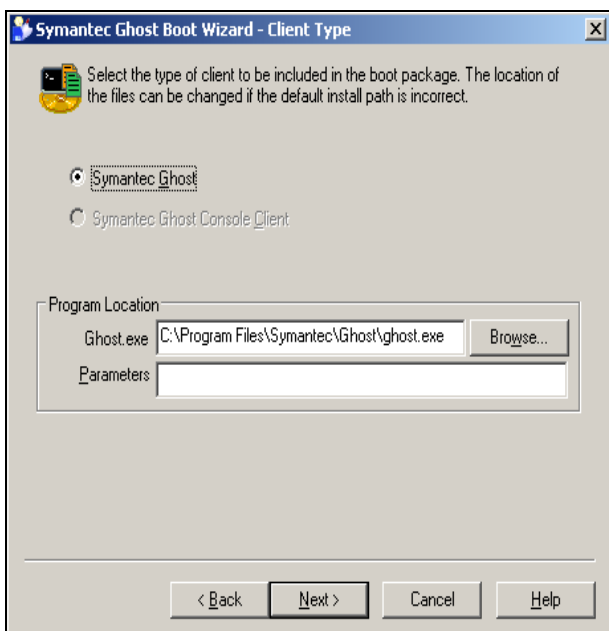 Symantec Ghost Boot Wizard - Client Type
Select the type of client to be included in the boot package. The location of
the files can be changed if the default install path is incorrect.
Symantec Ghost
Symantec Ghost Console Client
Program Location
Ghost.exe C:\Program Files\Symantec\Ghost\ghost.exe Browse...
Parameters
< Back Next > Cancel Help